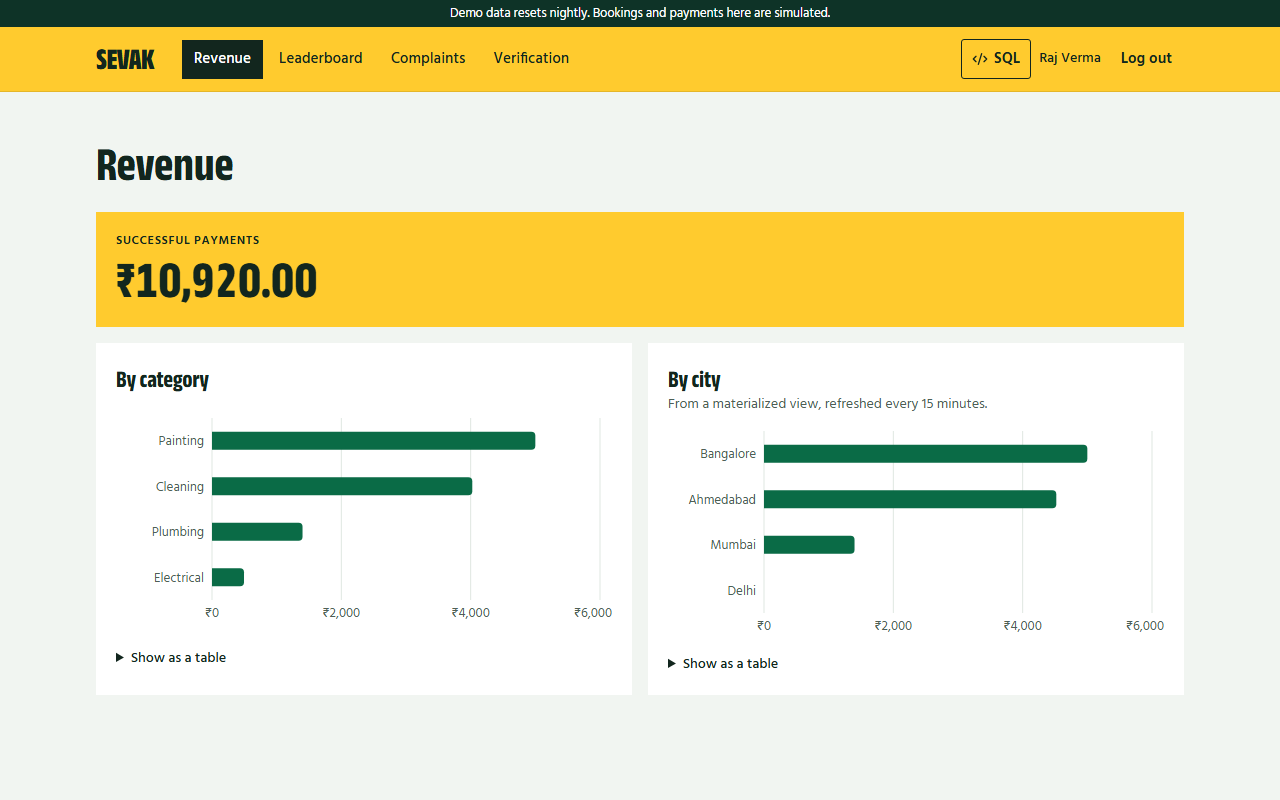 Demo data resets nightly. Bookings and payments here are simulated.
SEVAK Revenue Leaderboard Complaints Verification </> SQL Raj Verma Log out
Revenue
SUCCESSFUL PAYMENTS
₹10,920.00
By category
Painting
Cleaning
Plumbing
Electrical
₹0 ₹2,000 ₹4,000 ₹6,000
Show as a table
By city
From a materialized view, refreshed every 15 minutes.
Bangalore
Ahmedabad
Mumbai
Delhi
₹0 ₹2,000 ₹4,000 ₹6,000
Show as a table